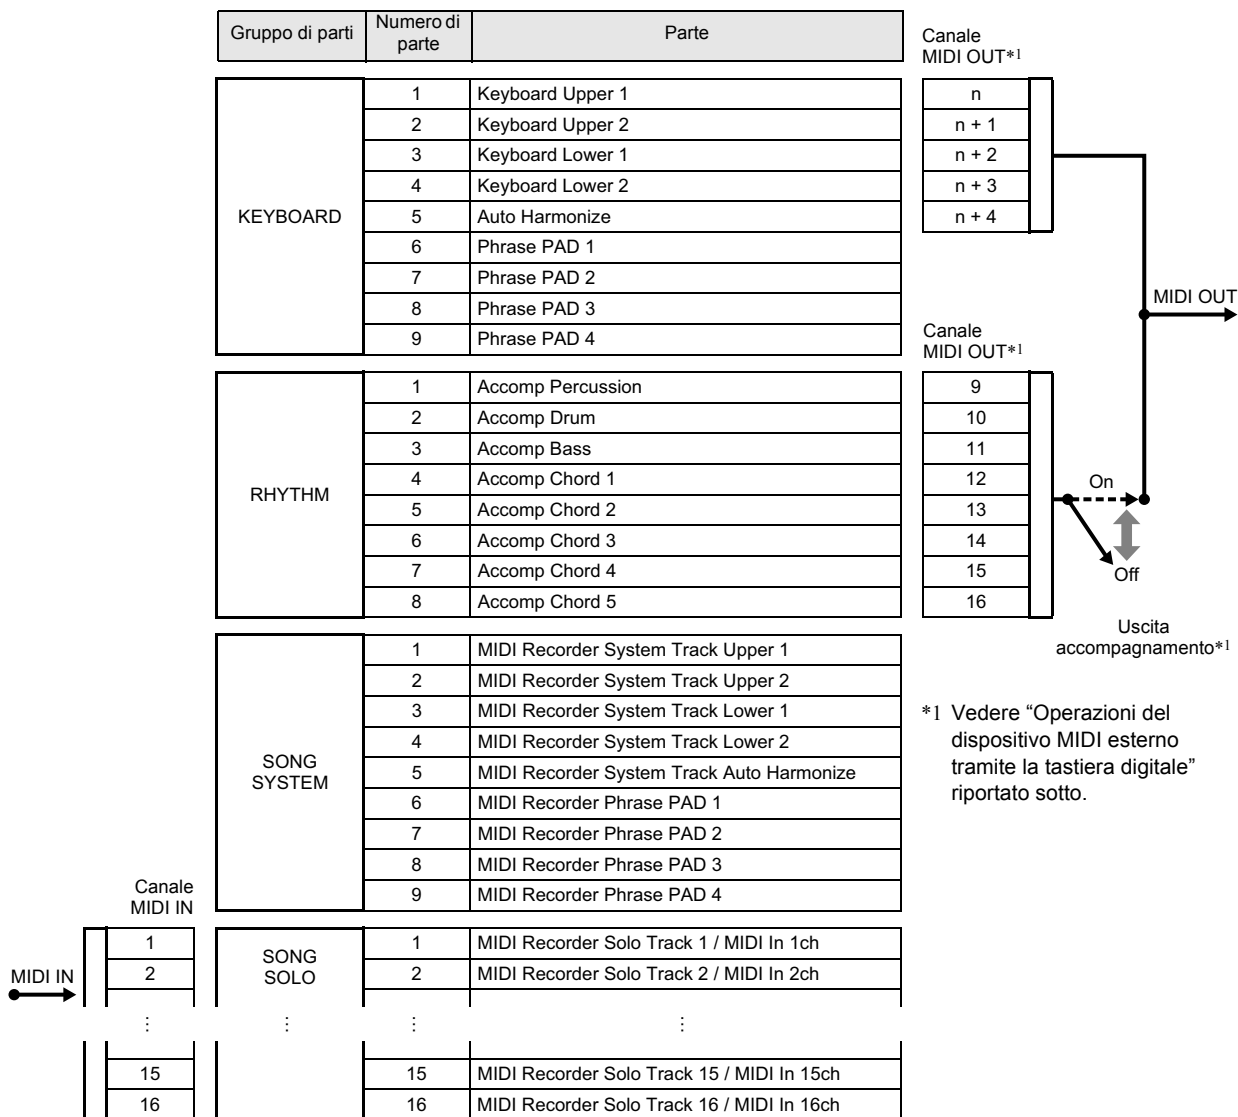 Gruppo di parti Numero di parte Parte
Canale
MIDI OUT*1
KEYBOARD
1 Keyboard Upper 1 n
2 Keyboard Upper 2 n + 1
3 Keyboard Lower 1 n + 2
4 Keyboard Lower 2 n + 3
5 Auto Harmonize n + 4
6 Phrase PAD 1
7 Phrase PAD 2
8 Phrase PAD 3
9 Phrase PAD 4
MIDI OUT
Canale
MIDI OUT*1
RHYTHM
1 Accomp Percussion 9
2 Accomp Drum 10
3 Accomp Bass 11
4 Accomp Chord 1 12
5 Accomp Chord 2 13
6 Accomp Chord 3 14
7 Accomp Chord 4 15
8 Accomp Chord 5 16
On
Off
Uscita
accompagnamento*1
SONG
SYSTEM
1 MIDI Recorder System Track Upper 1
2 MIDI Recorder System Track Upper 2
3 MIDI Recorder System Track Lower 1
4 MIDI Recorder System Track Lower 2
5 MIDI Recorder System Track Auto Harmonize
6 MIDI Recorder Phrase PAD 1
7 MIDI Recorder Phrase PAD 2
8 MIDI Recorder Phrase PAD 3
9 MIDI Recorder Phrase PAD 4
*1 Vedere “Operazioni del
dispositivo MIDI esterno
tramite la tastiera digitale”
riportato sotto.
Canale
MIDI IN
MIDI IN
SONG
SOLO
1 1 MIDI Recorder Solo Track 1 / MIDI In 1ch
2 2 MIDI Recorder Solo Track 2 / MIDI In 2ch
⋮ ⋮ ⋮ ⋮
15 15 MIDI Recorder Solo Track 15 / MIDI In 15ch
16 16 MIDI Recorder Solo Track 16 / MIDI In 16ch